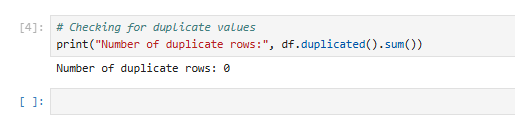 [4]: # Checking for duplicate values
print("Number of duplicate rows:", df.duplicated().sum())
Number of duplicate rows: 0
[ ]: